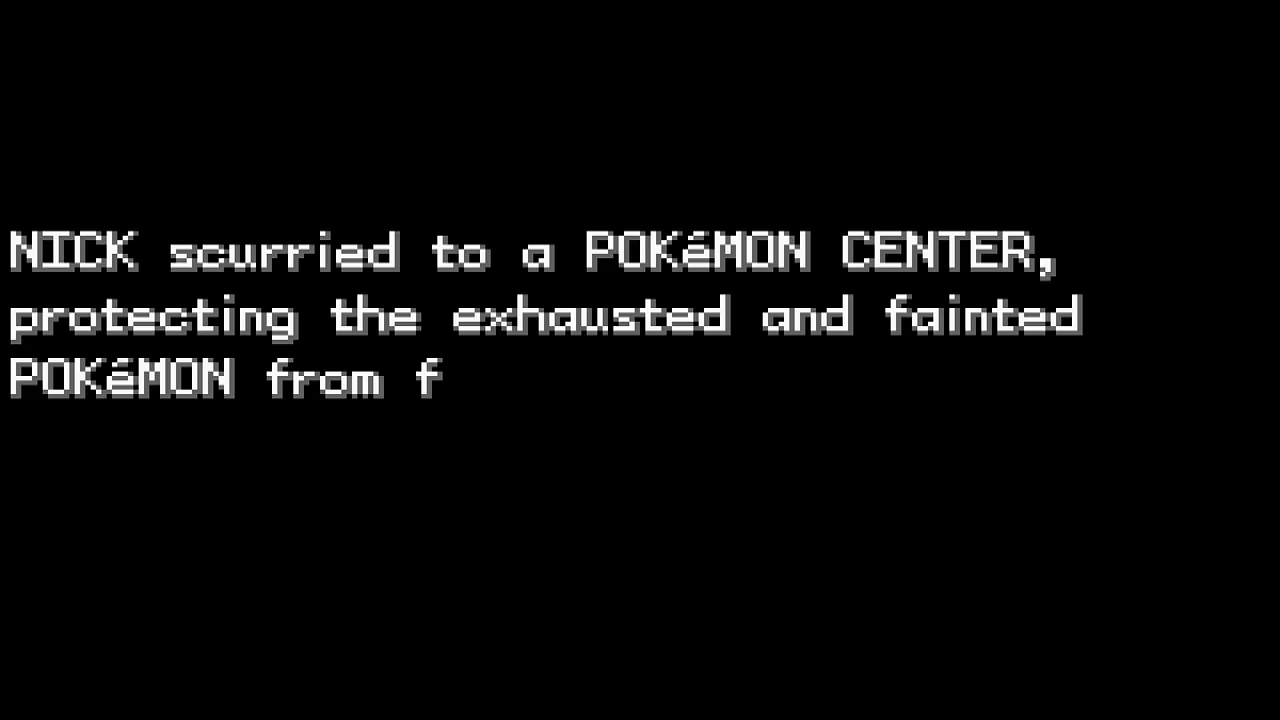 NICK scurried to a POKéMON CENTER,
protecting the exhausted and fainted
POKéMON from f